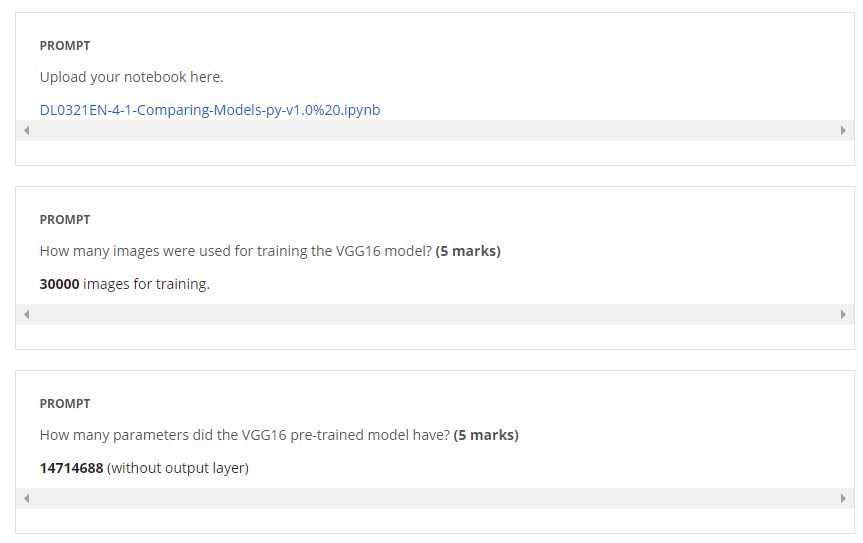 PROMPT
Upload your notebook here.
DL0321EN-4-1-Comparing-Models-py-v1.0%20.ipynb
PROMPT
How many images were used for training the VGG16 model? (5 marks)
30000 images for training.
PROMPT
How many parameters did the VGG16 pre-trained model have? (5 marks)
14714688 (without output layer)